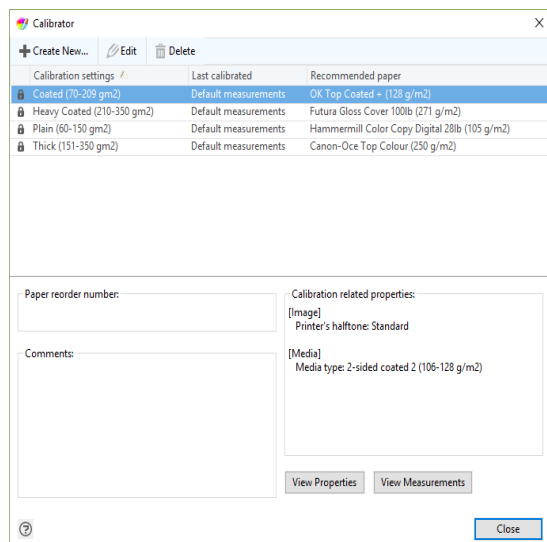 Calibrator
Create New... Edit Delete
Calibration settings Last calibrated Recommended paper
Coated (70-209 gm2) Default measurements OK Top Coated + (128 g/m2)
Heavy Coated (210-350 gm2) Default measurements Futura Gloss Cover 100lb (271 g/m2)
Plain (60-150 gm2) Default measurements Hammermill Color Copy Digital 28lb (105 g/m2)
Thick (151-350 gm2) Default measurements Canon-Oce Top Colour (250 g/m2)
Paper reorder number:
Comments:
Calibration related properties:
[Image]
Printer's halftone: Standard
[Media]
Media type: 2-sided coated 2 (106-128 g/m2)
View Properties View Measurements
Close